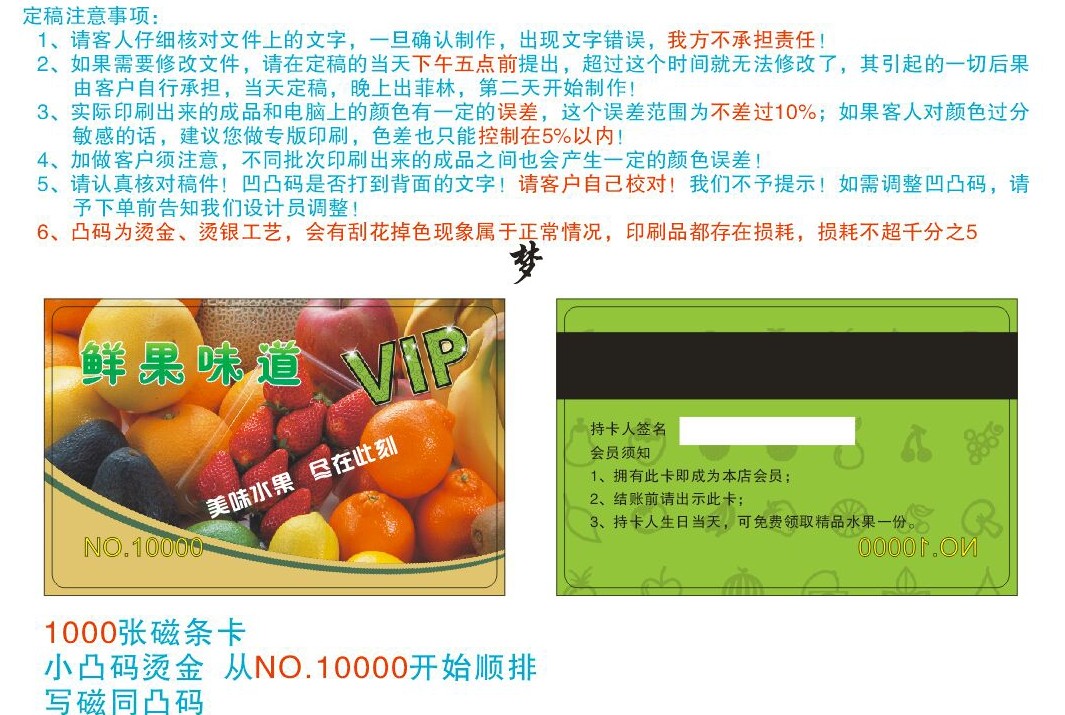 定稿注意事项：
1、请客人仔细核对文件上的文字，一旦确认制作，出现文字错误，我方不承担责任！
2、如果需要修改文件，请在定稿的当天下午五点前提出，超过这个时间就无法修改了，其引起的一切后果
由客户自行承担，当天定稿，晚上出菲林，第二天开始制作！
3、实际印刷出来的成品和电脑上的颜色有一定的误差，这个误差范围为不差过10%；如果客人对颜色过分
敏感的话，建议您做专版印刷，色差也只能控制在5%以内！
4、加做客户须注意，不同批次印刷出来的成品之间也会产生一定的颜色误差！
5、请认真核对稿件！凹凸码是否打到背面的文字！请客户自己校对！我们不予提示！如需调整凹凸码，请
予下单前告知我们设计员调整！
6、凸码为烫金、烫银工艺，会有刮花掉色现象属于正常情况，印刷品都存在损耗，损耗不超千分之5
梦
鲜果味道
VIP
美味水果 尽在此刻
NO.10000
持卡人签名
会员须知
1、拥有此卡即成为本店会员；
2、结账前请出示此卡；
3、持卡人生日当天，可免费领取精品水果一份。
NO.10000
1000张磁条卡
小凸码烫金 从NO.10000开始顺排
写磁同凸码